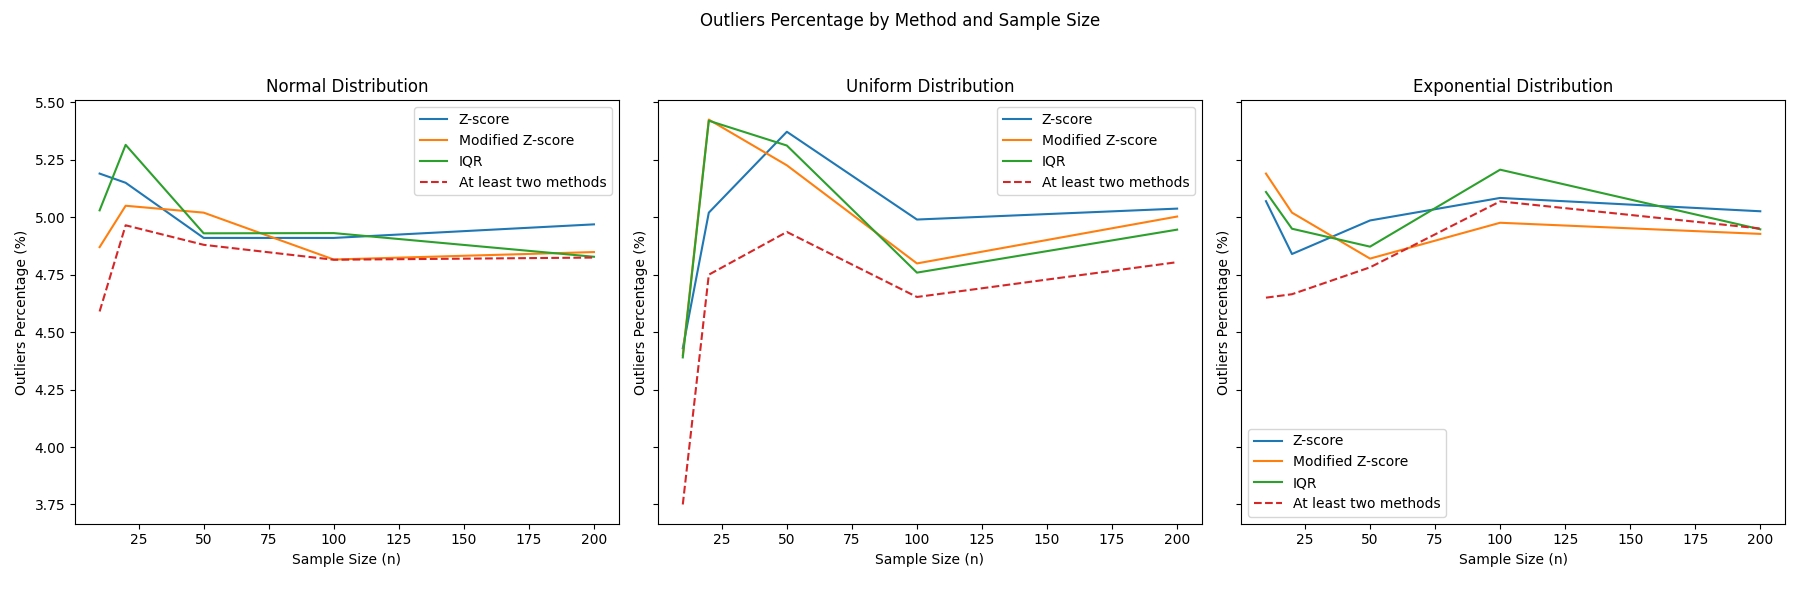 Outliers Percentage by Method and Sample Size
Normal Distribution
Outliers Percentage (%)
5.50
5.25
5.00
4.75
4.50
4.25
4.00
3.75
Z-score
Modified Z-score
IQR
At least two methods
25 50 75 100 125 150 175 200
Sample Size (n)
Uniform Distribution
Outliers Percentage (%)
Z-score
Modified Z-score
IQR
At least two methods
25 50 75 100 125 150 175 200
Sample Size (n)
Exponential Distribution
Outliers Percentage (%)
Z-score
Modified Z-score
IQR
At least two methods
25 50 75 100 125 150 175 200
Sample Size (n)